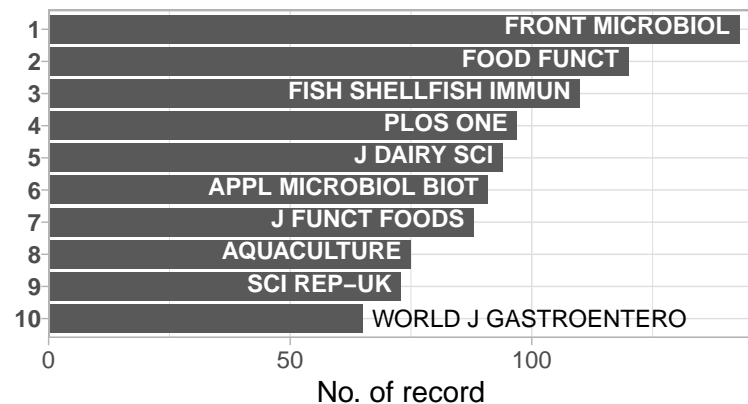 1 FRONT MICROBIOL
2 FOOD FUNCT
3 FISH SHELLFISH IMMUN
4 PLOS ONE
5 J DAIRY SCI
6 APPL MICROBIOL BIOT
7 J FUNCT FOODS
8 AQUACULTURE
9 SCI REP−UK
10 WORLD J GASTROENTERO
0 50 100
No. of record